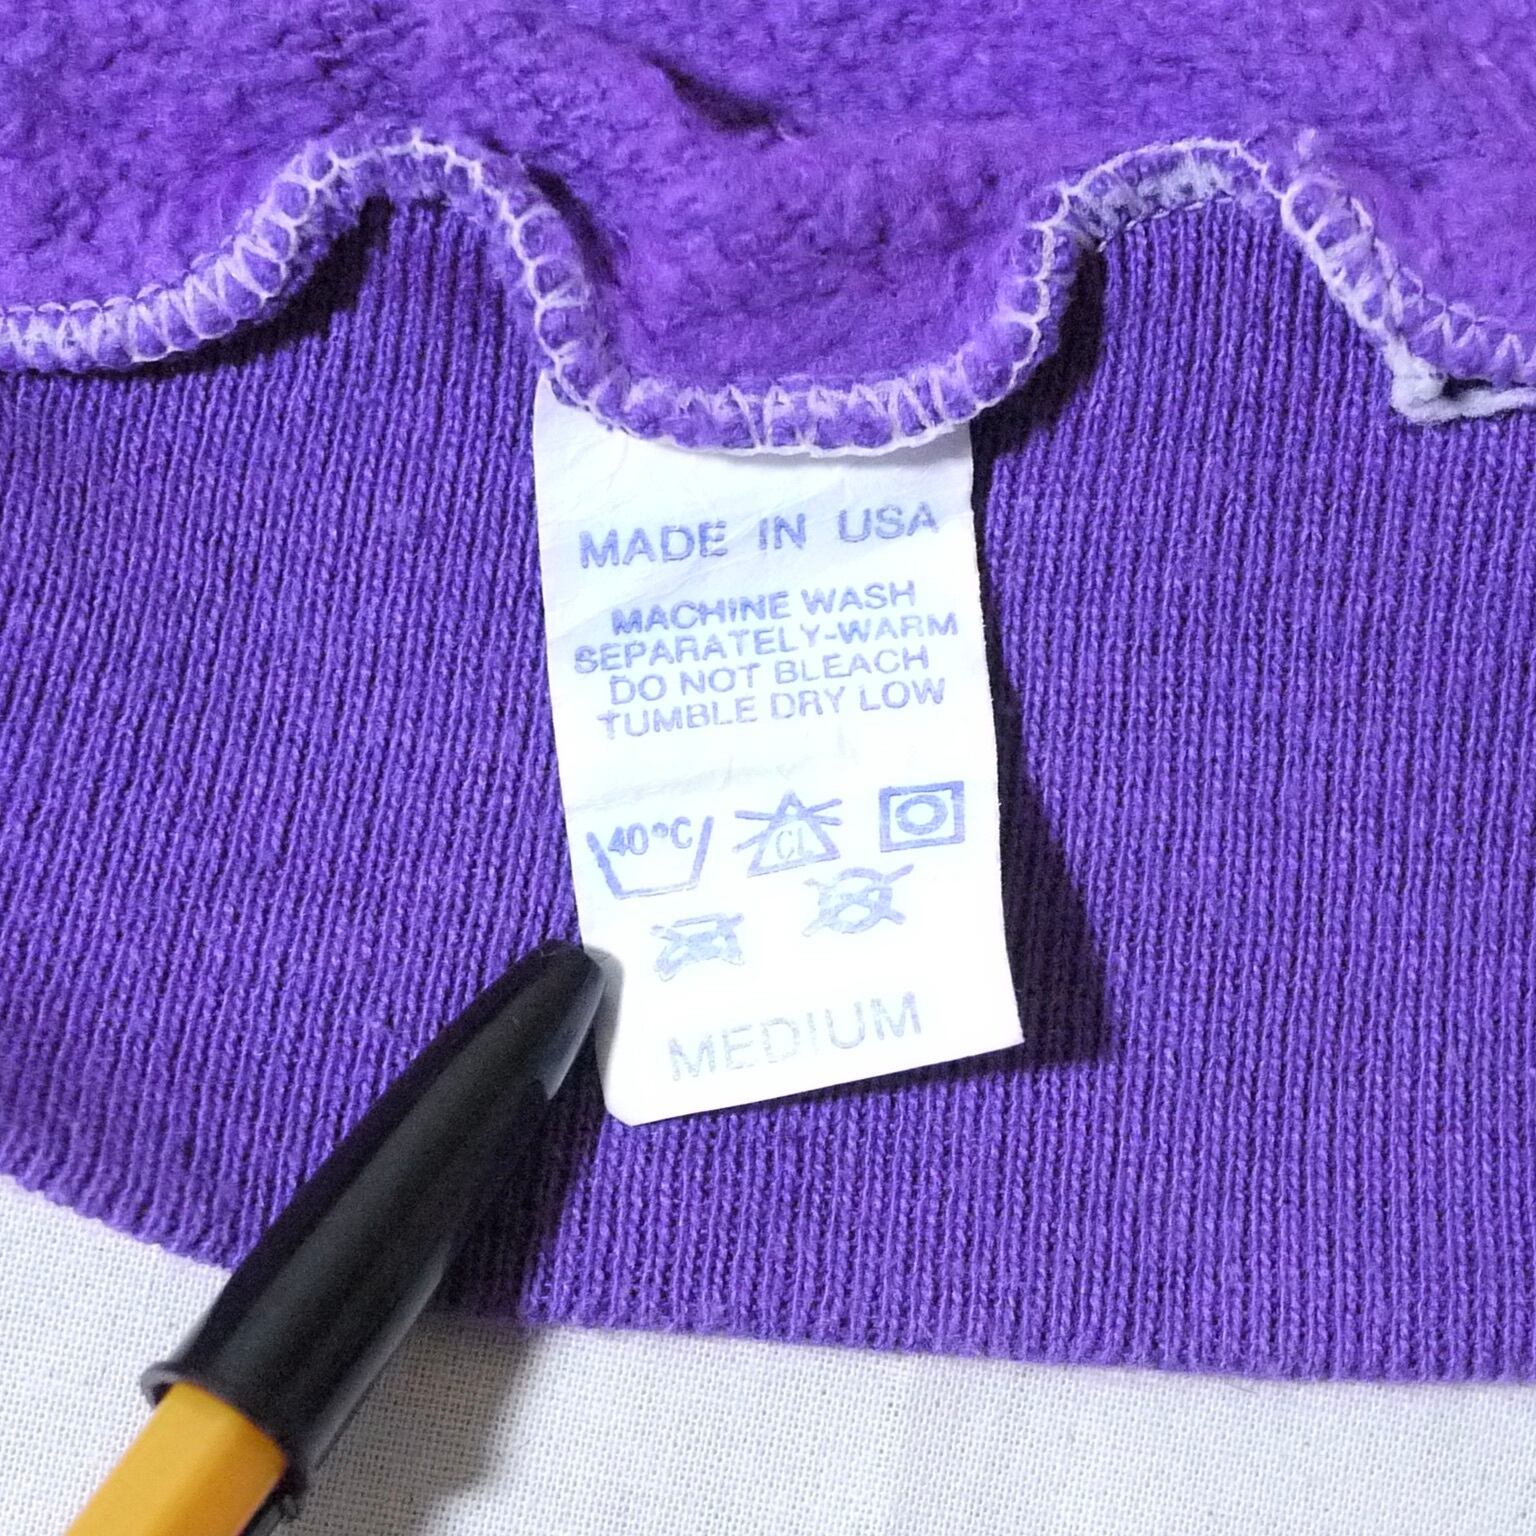 MADE IN USA
MACHINE WASH
SEPARATELY-WARM
DO NOT BLEACH
TUMBLE DRY LOW
40°C CL
MEDIUM